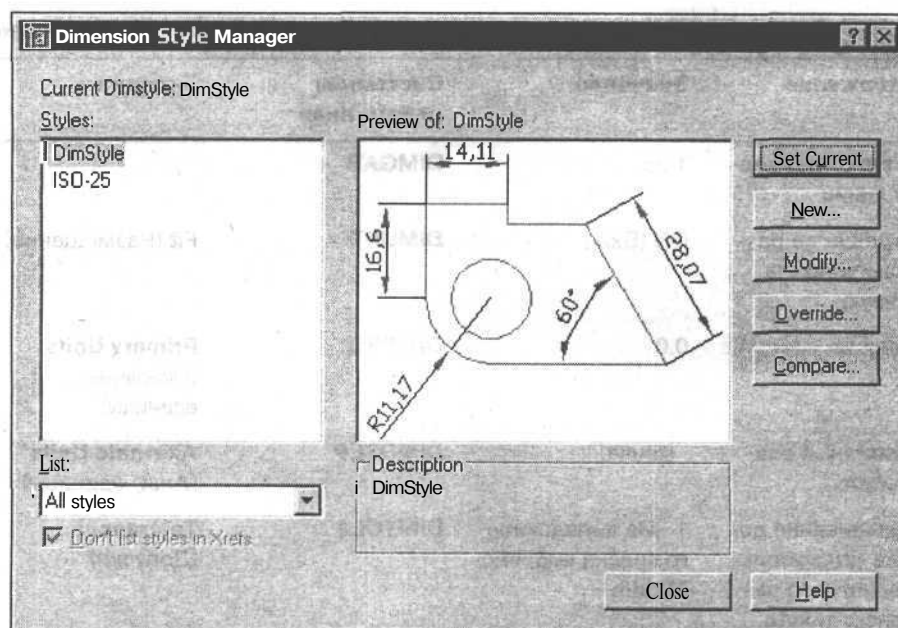 Dimension Style Manager
Current Dimstyle: DimStyle
Styles:
DimStyle
ISO-25
Preview of: DimStyle
14,11
16,6
28,07
60°
R11,17
Set Current
New...
Modify...
Override...
Compare...
List:
All styles
Don't list styles in Xrefs
Description
DimStyle
Close
Help